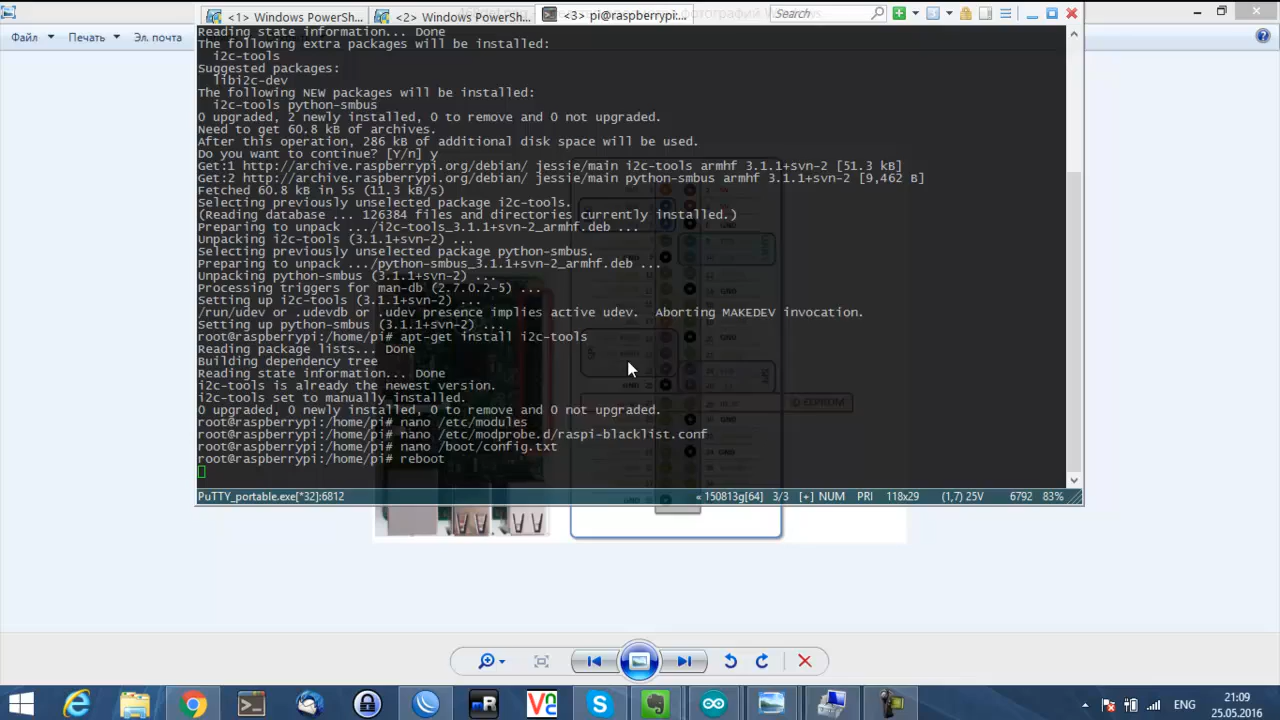 <1> Windows PowerSh...
<2> Windows PowerSh...
<3> pi@raspberrypi:...
Search
Файл
Печать
Эл. почта
Reading state information... Done
The following extra packages will be installed:
i2c-tools
Suggested packages:
libi2c-dev
The following NEW packages will be installed:
i2c-tools python-smbus
0 upgraded, 2 newly installed, 0 to remove and 0 not upgraded.
Need to get 60.8 kB of archives.
After this operation, 286 kB of additional disk space will be used.
Do you want to continue? [Y/n] y
Get:1 http://archive.raspberrypi.org/debian/ jessie/main i2c-tools armhf 3.1.1+svn-2 [51.3 kB]
Get:2 http://archive.raspberrypi.org/debian/ jessie/main python-smbus armhf 3.1.1+svn-2 [9,462 B]
Fetched 60.8 kB in 5s (11.3 kB/s)
Selecting previously unselected package i2c-tools.
(Reading database ... 126384 files and directories currently installed.)
Preparing to unpack .../i2c-tools_3.1.1+svn-2_armhf.deb ...
Unpacking i2c-tools (3.1.1+svn-2) ...
Selecting previously unselected package python-smbus.
Preparing to unpack .../python-smbus_3.1.1+svn-2_armhf.deb ...
Unpacking python-smbus (3.1.1+svn-2) ...
Processing triggers for man-db (2.7.0.2-5) ...
Setting up i2c-tools (3.1.1+svn-2) ...
/run/udev or .udevdb or .udev presence implies active udev.  Aborting MAKEDEV invocation.
Setting up python-smbus (3.1.1+svn-2) ...
root@raspberrypi:/home/pi# apt-get install i2c-tools
Reading package lists... Done
Building dependency tree
Reading state information... Done
i2c-tools is already the newest version.
i2c-tools set to manually installed.
0 upgraded, 0 newly installed, 0 to remove and 0 not upgraded.
root@raspberrypi:/home/pi# nano /etc/modules
root@raspberrypi:/home/pi# nano /etc/modprobe.d/raspi-blacklist.conf
root@raspberrypi:/home/pi# nano /boot/config.txt
root@raspberrypi:/home/pi# reboot
PuTTY_portable.exe[*32]:6812
« 150813g[64] 3/3 [+] NUM PRI 118x29 (1,7) 25V 6792 83%
ENG
21:09
25.05.2016